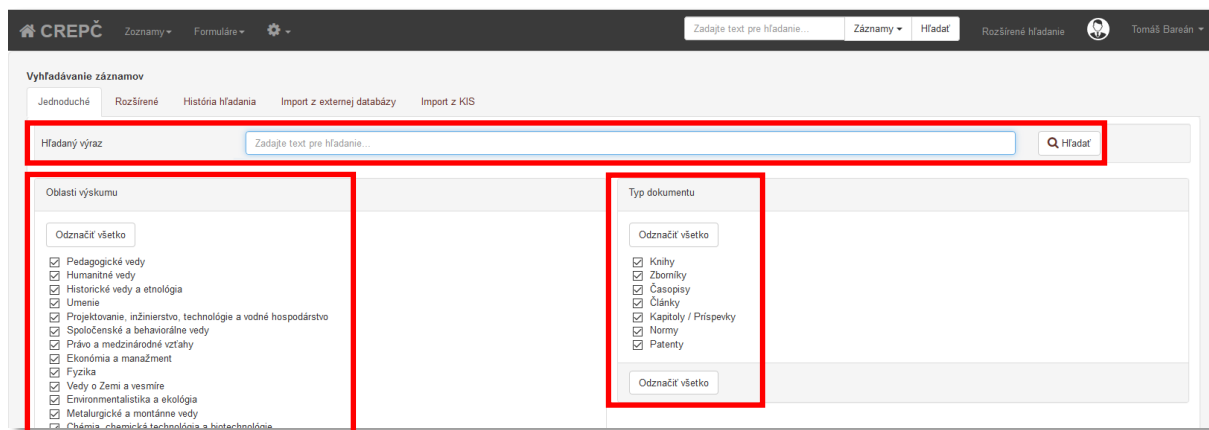 CREPČ Zoznamy Formuláre Zadajte text pre hľadanie... Záznamy Hľadať Rozšírené hľadanie Tomáš Bareán
Vyhľadávanie záznamov
Jednoduché Rozšírené História hľadania Import z externej databázy Import z KIS
Hľadaný výraz Zadajte text pre hľadanie... Hľadať
Oblasti výskumu
Odznačiť všetko
Pedagogické vedy
Humanitné vedy
Historické vedy a etnológia
Umenie
Projektovanie, inžinierstvo, technológie a vodné hospodárstvo
Spoločenské a behaviorálne vedy
Právo a medzinárodné vzťahy
Ekonómia a manažment
Fyzika
Vedy o Zemi a vesmíre
Environmentalistika a ekológia
Metalurgické a montánne vedy
Chémia, chemická technológia a biotechnológie
Typ dokumentu
Odznačiť všetko
Knihy
Zborníky
Časopisy
Články
Kapitoly / Príspevky
Normy
Patenty
Odznačiť všetko